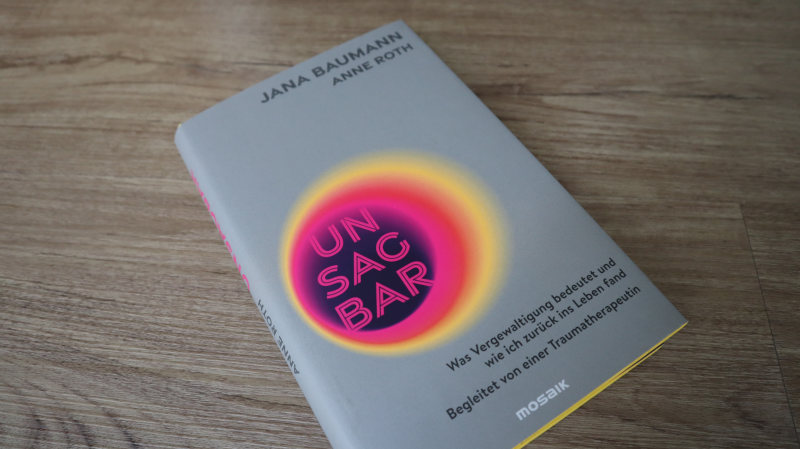 JANA BAUMANN
ANNE ROTH
UN
SAG
BAR
Was Vergewaltigung bedeutet und
wie ich zurück ins Leben fand
Begleitet von einer Traumatherapeutin
mosaik
ANNE ROTH